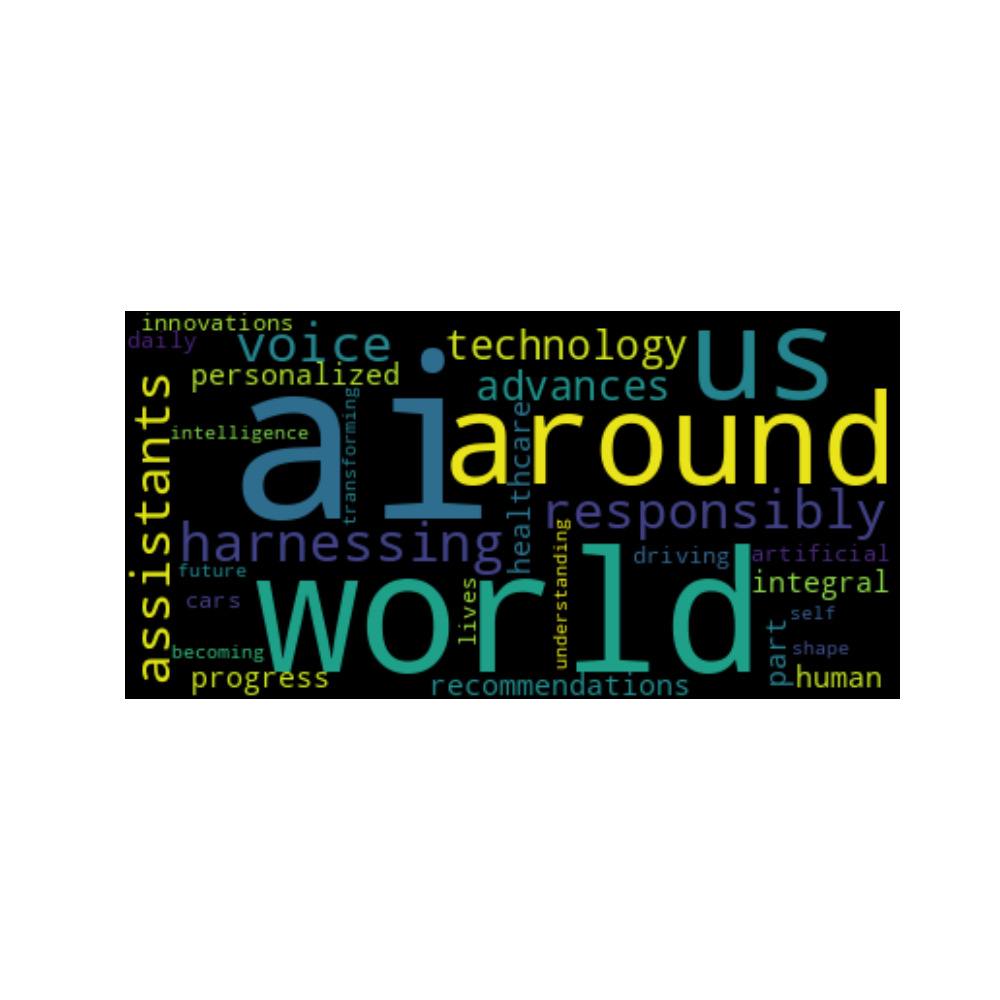 innovations
daily
voice
technology
us
personalized
advances
assistants
ai
around
intelligence
transforming
healthcare
responsibly
harnessing
understanding
driving
artificial
future
world
lives
integral
cars
self
becoming
part
shape
progress
recommendations
human